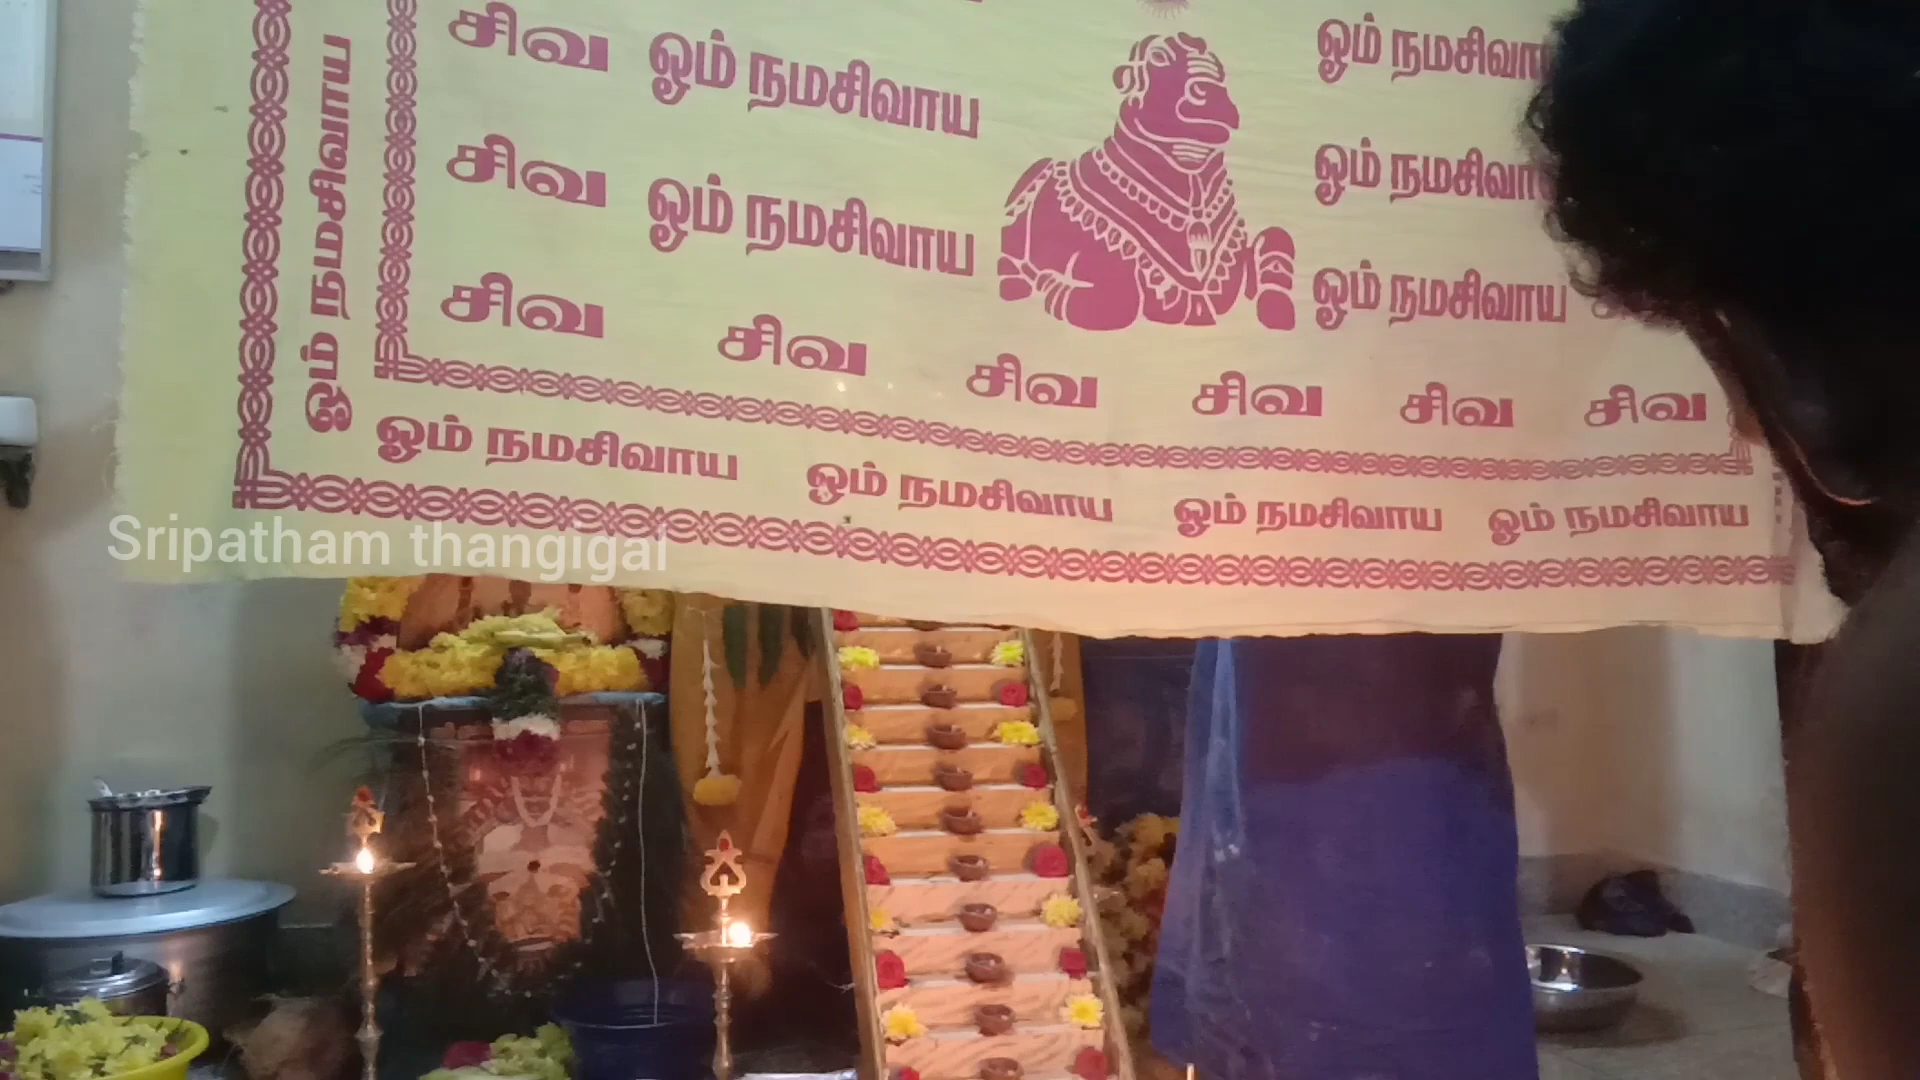 சிவ ஓம் நமசிவாய ஓம் நமசிவாய
சிவ ஓம் நமசிவாய ஓம் நமசிவாய
சிவ ஓம் நமசிவாய
சிவ சிவ சிவ சிவ சிவ
ஓம் நமசிவாய
ஓம் நமசிவாய ஓம் நமசிவாய ஓம் நமசிவாய ஓம் நமசிவாய
Sripatham thangigal